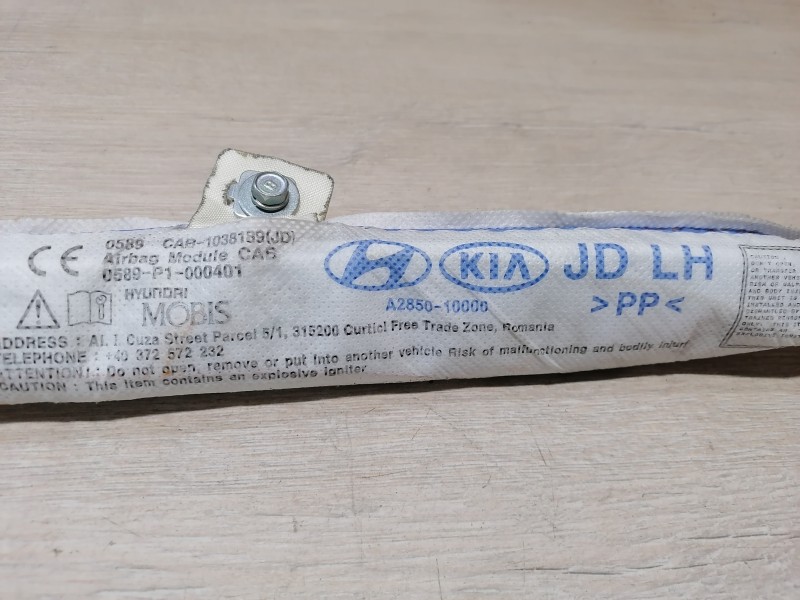 0589 CAB-1038159(JD)
Airbag Module CAB
0589-P1-000401
CE
HYUNDAI
MOBIS
KIA
JD LH
A2850-10000
>PP<
ADDRESS : Al. I. Cuza Street Parcel 5/1, 315200 Curtici Free Trade Zone, Romania
TELEPHONE : +40 372 572 232
ATTENTION! : Do not open, remove or put into another vehicle Risk of malfunctioning and bodily injury
CAUTION : This item contains an explosive igniter